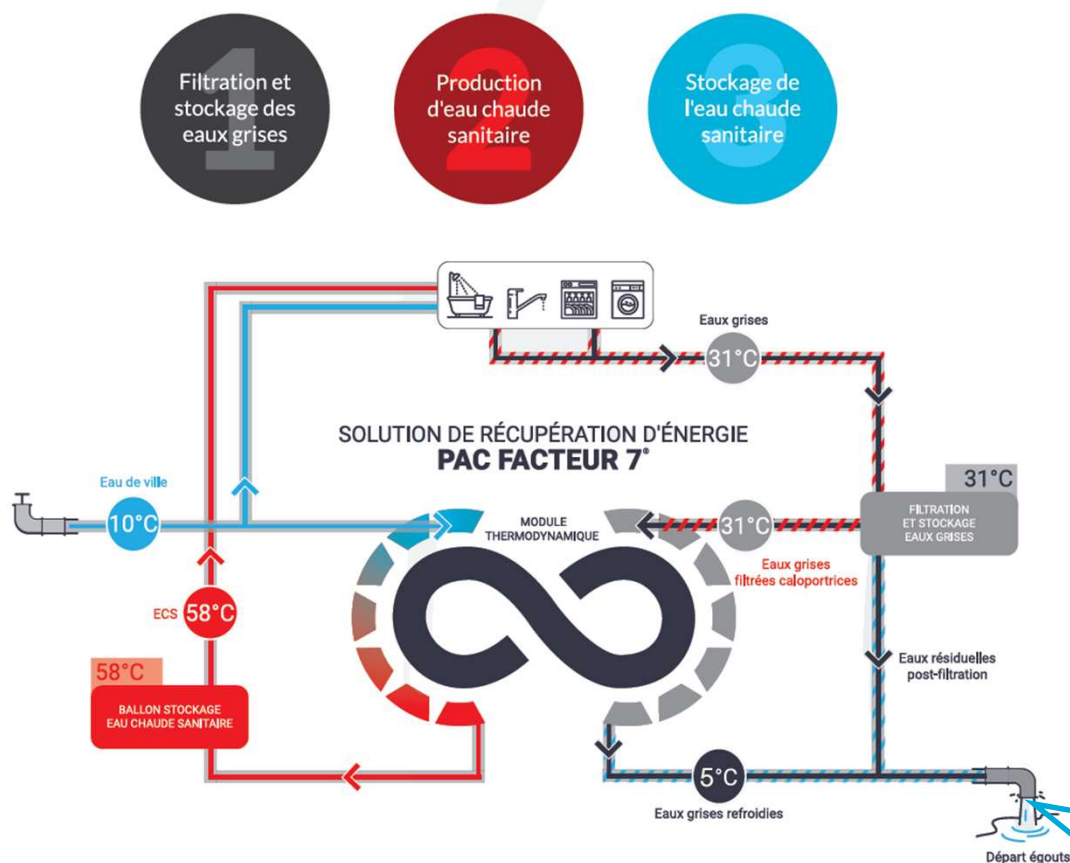 1
Filtration et
stockage des
eaux grises
2
Production
d'eau chaude
sanitaire
3
Stockage de
l'eau chaude
sanitaire
Eaux grises
31°C
SOLUTION DE RÉCUPÉRATION D'ÉNERGIE
PAC FACTEUR 7®
Eau de ville
10°C
MODULE
THERMODYNAMIQUE
31°C
Eaux grises
filtrées caloportrices
31°C
FILTRATION
ET STOCKAGE
EAUX GRISES
ECS
58°C
58°C
BALLON STOCKAGE
EAU CHAUDE SANITAIRE
Eaux résiduelles
post-filtration
5°C
Eaux grises refroidies
Départ égouts